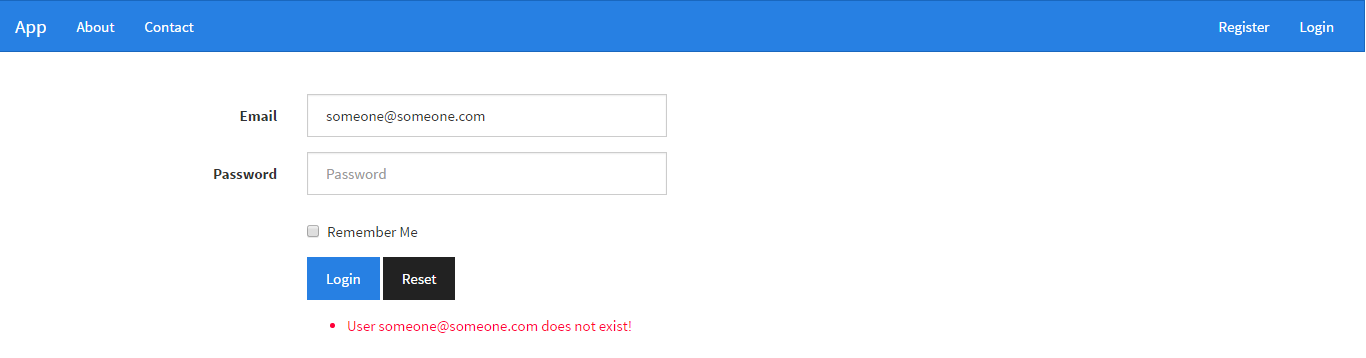 App About Contact Register Login
Email someone@someone.com
Password Password
Remember Me
Login Reset
User someone@someone.com does not exist!